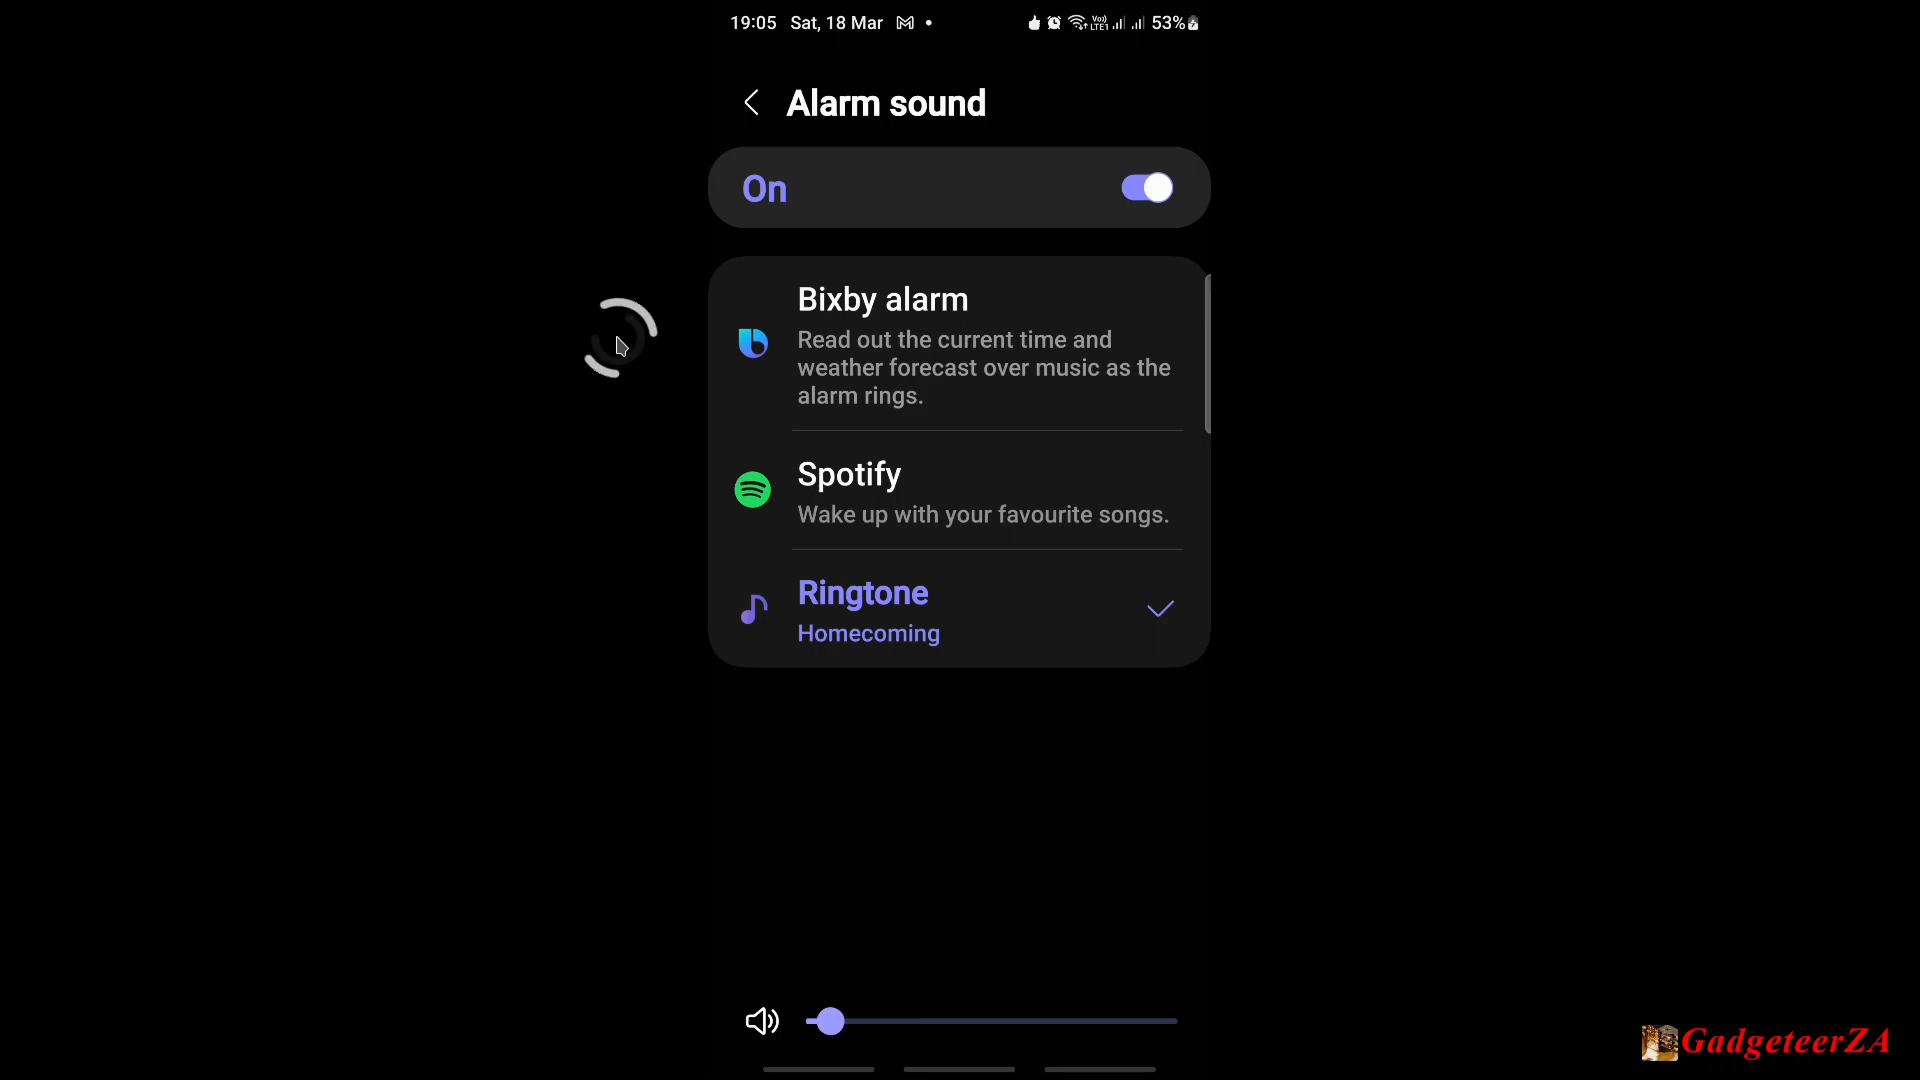 19:05 Sat, 18 Mar 53%
Alarm sound
On
Bixby alarm
Read out the current time and
weather forecast over music as the
alarm rings.
Spotify
Wake up with your favourite songs.
Ringtone
Homecoming
GadgeteerZA